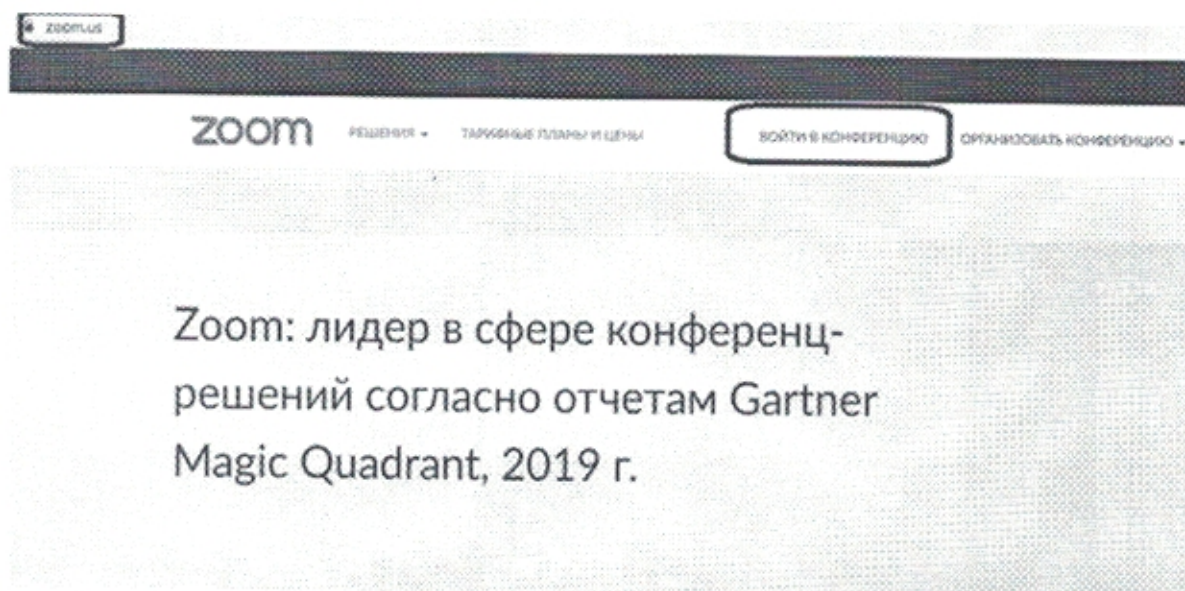 zoom.us
zoom РЕШЕНИЯ ТАРИФНЫЕ ПЛАНЫ И ЦЕНЫ ВОЙТИ В КОНФЕРЕНЦИЮ ОРГАНИЗОВАТЬ КОНФЕРЕНЦИЮ
Zoom: лидер в сфере конференц-
решений согласно отчетам Gartner
Magic Quadrant, 2019 г.